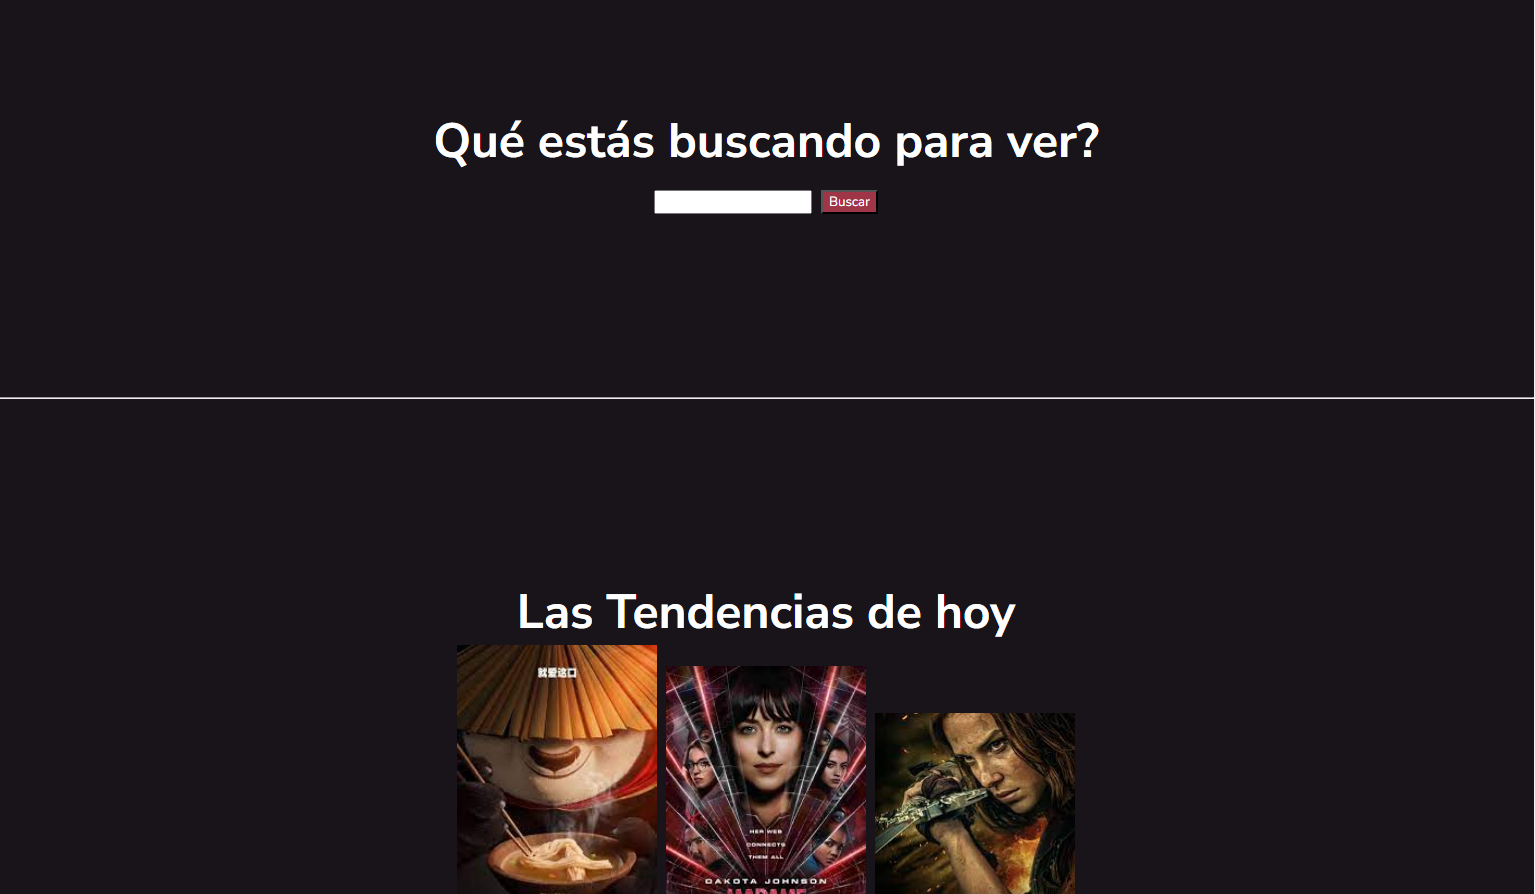 Qué estás buscando para ver?
Buscar
Las Tendencias de hoy
就爱这口
HER WEB
CONNECTS
THEM ALL
DAKOTA JOHNSON
MADAME